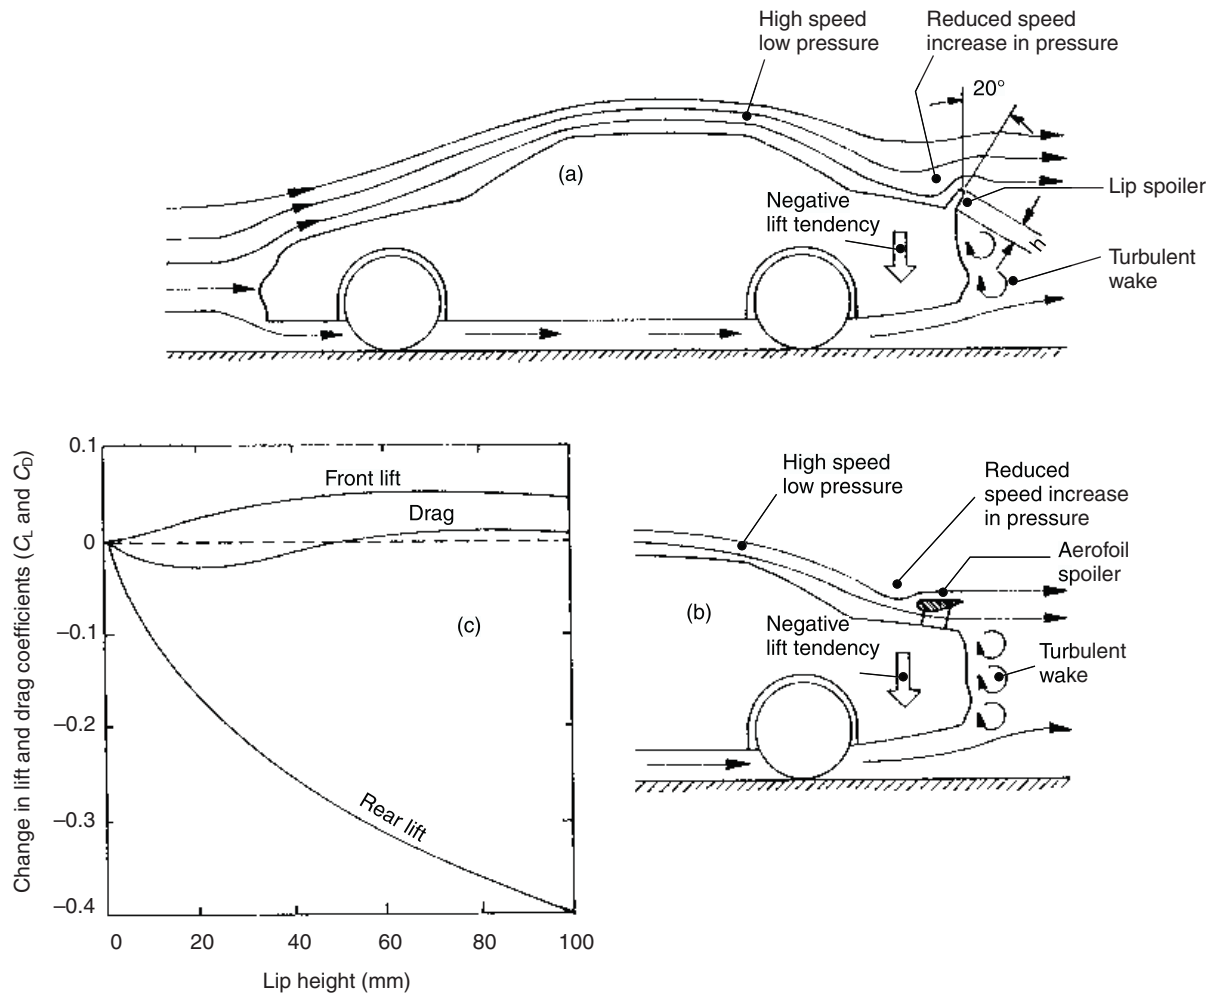 High speed
low pressure
Reduced speed
increase in pressure
20°
(a)
Lip spoiler
Negative
lift tendency
h
Turbulent
wake
Change in lift and drag coefficients (CL and CD)
0.1
0
–0.1
–0.2
–0.3
–0.4
Front lift
Drag
(c)
Rear lift
0 20 40 60 80 100
Lip height (mm)
High speed
low pressure
Reduced
speed increase
in pressure
Aerofoil
spoiler
(b)
Negative
lift tendency
Turbulent
wake